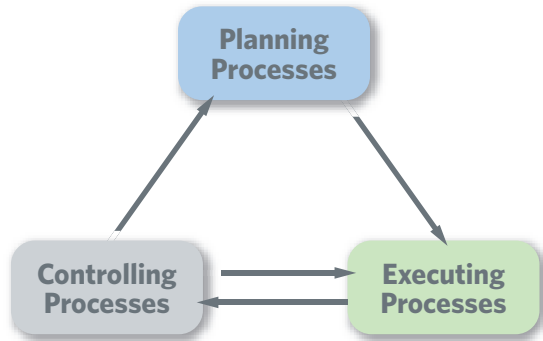 Planning
Processes
Controlling
Processes
Executing
Processes